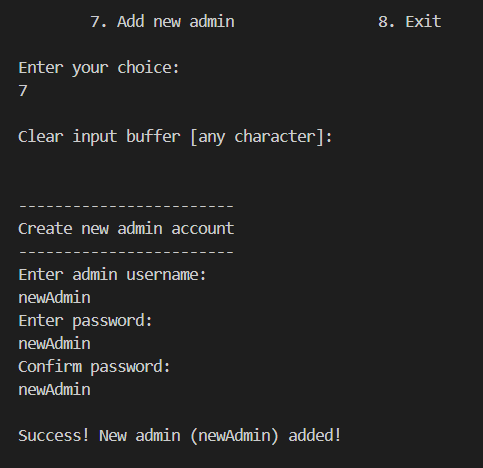 7. Add new admin 8. Exit
Enter your choice:
7
Clear input buffer [any character]:
------------------------
Create new admin account
------------------------
Enter admin username:
newAdmin
Enter password:
newAdmin
Confirm password:
newAdmin
Success! New admin (newAdmin) added!